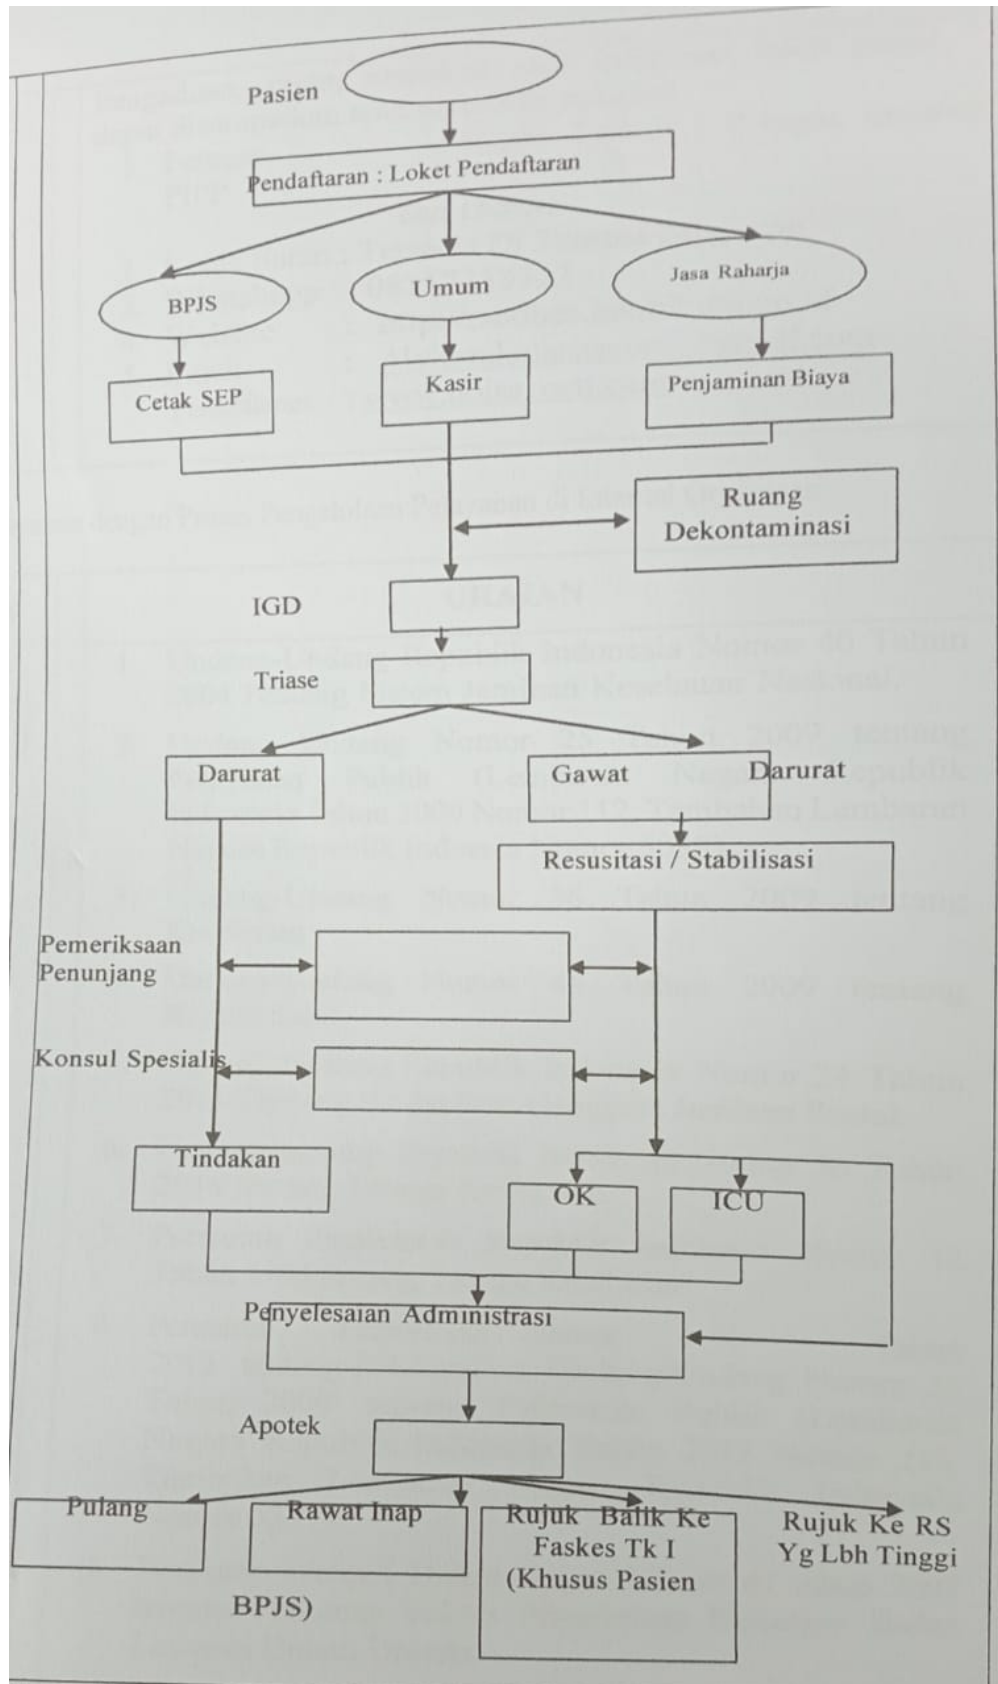 Pasien
Pendaftaran : Loket Pendaftaran
BPJS
Umum
Jasa Raharja
Cetak SEP
Kasir
Penjaminan Biaya
Ruang
Dekontaminasi
IGD
Triase
Darurat
Gawat Darurat
Resusitasi / Stabilisasi
Pemeriksaan
Penunjang
Konsul Spesialis
Tindakan
OK
ICU
Penyelesaian Administrasi
Apotek
Pulang
Rawat Inap
Rujuk Balik Ke
Faskes Tk I
(Khusus Pasien
BPJS)
Rujuk Ke RS
Yg Lbh Tinggi